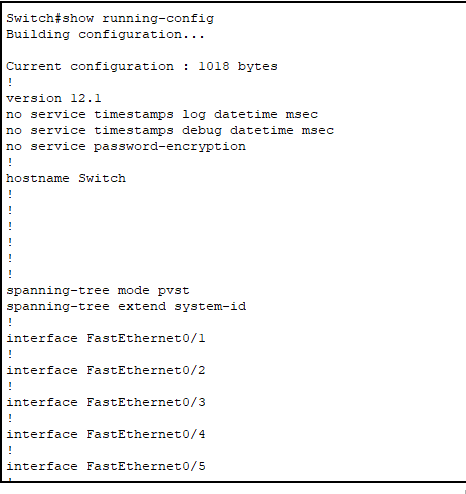 Switch#show running-config
Building configuration...
Current configuration : 1018 bytes
!
version 12.1
no service timestamps log datetime msec
no service timestamps debug datetime msec
no service password-encryption
!
hostname Switch
!
!
!
!
!
!
spanning-tree mode pvst
spanning-tree extend system-id
!
interface FastEthernet0/1
!
interface FastEthernet0/2
!
interface FastEthernet0/3
!
interface FastEthernet0/4
!
interface FastEthernet0/5
!